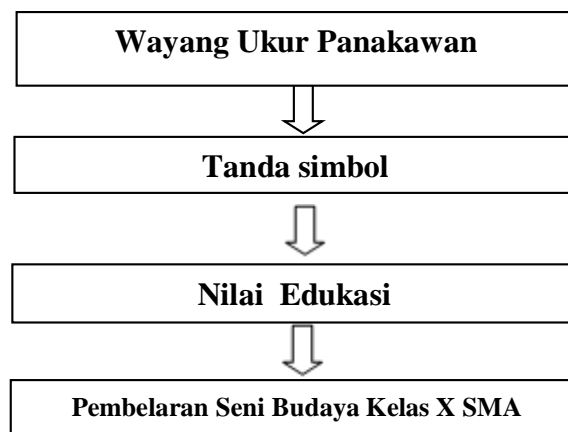 Wayang Ukur Panakawan
Tanda simbol
Nilai Edukasi
Pembelaran Seni Budaya Kelas X SMA